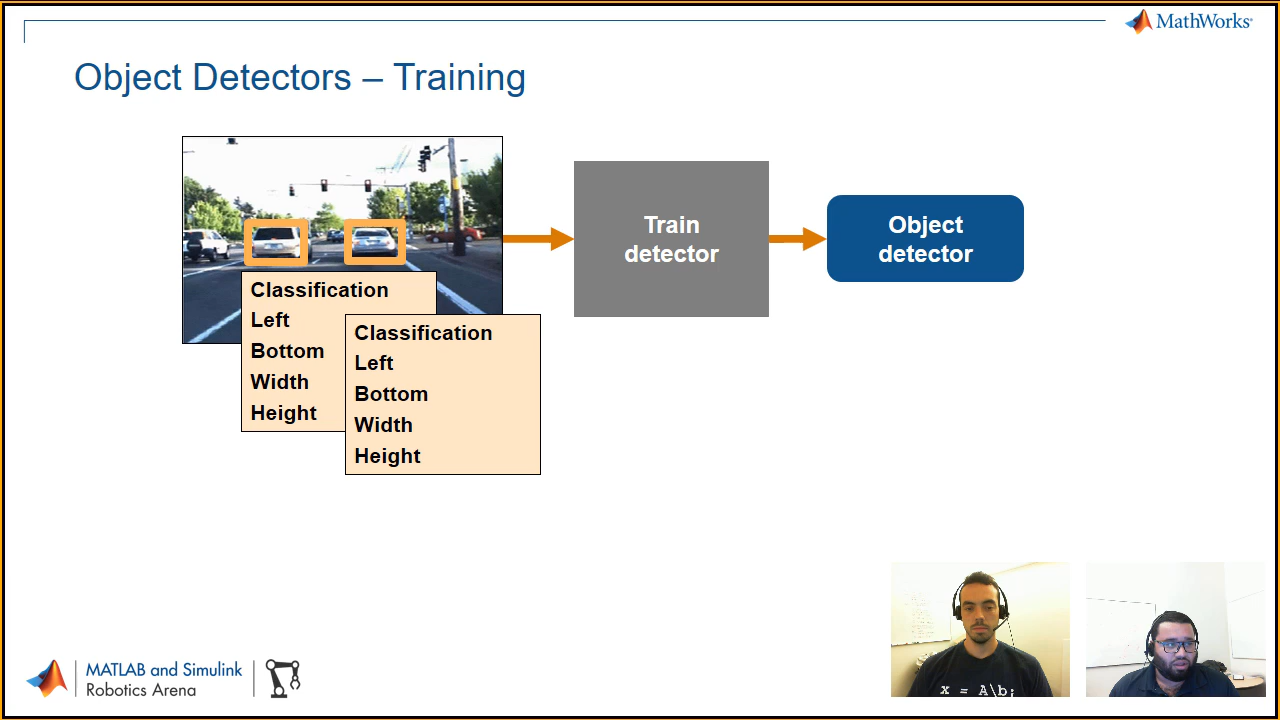 MathWorks
Object Detectors – Training
Classification
Left
Bottom
Width
Height
Classification
Left
Bottom
Width
Height
Train
detector
Object
detector
MATLAB and Simulink
Robotics Arena
x = A\b;